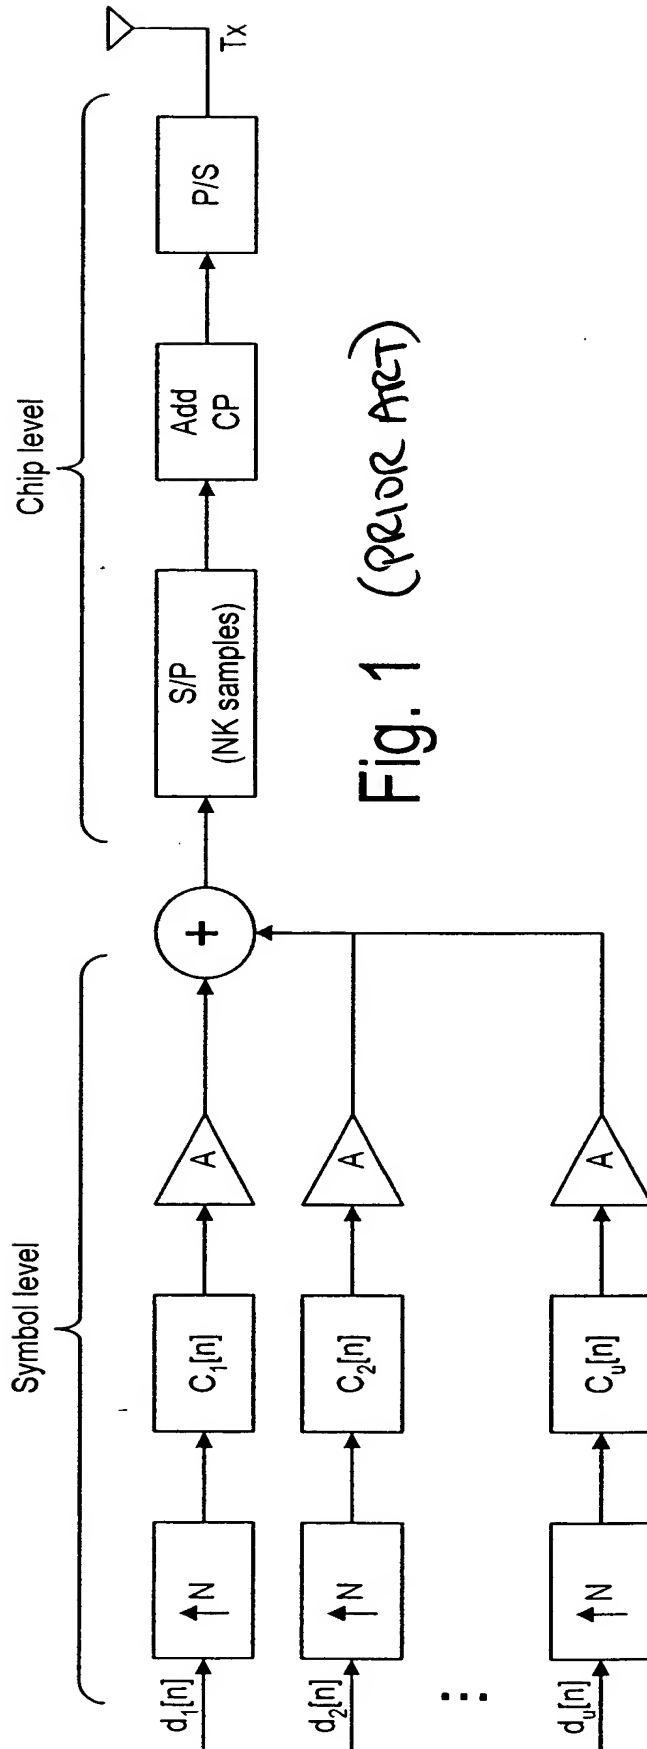 Symbol level
Chip level
d₁[n]
↑N
C₁[n]
A
+
S/P
(NK samples)
Add
CP
P/S
Tx
d₂[n]
↑N
C₂[n]
A
...
dᵤ[n]
↑N
Cᵤ[n]
A
Fig. 1 (PRIOR ART)